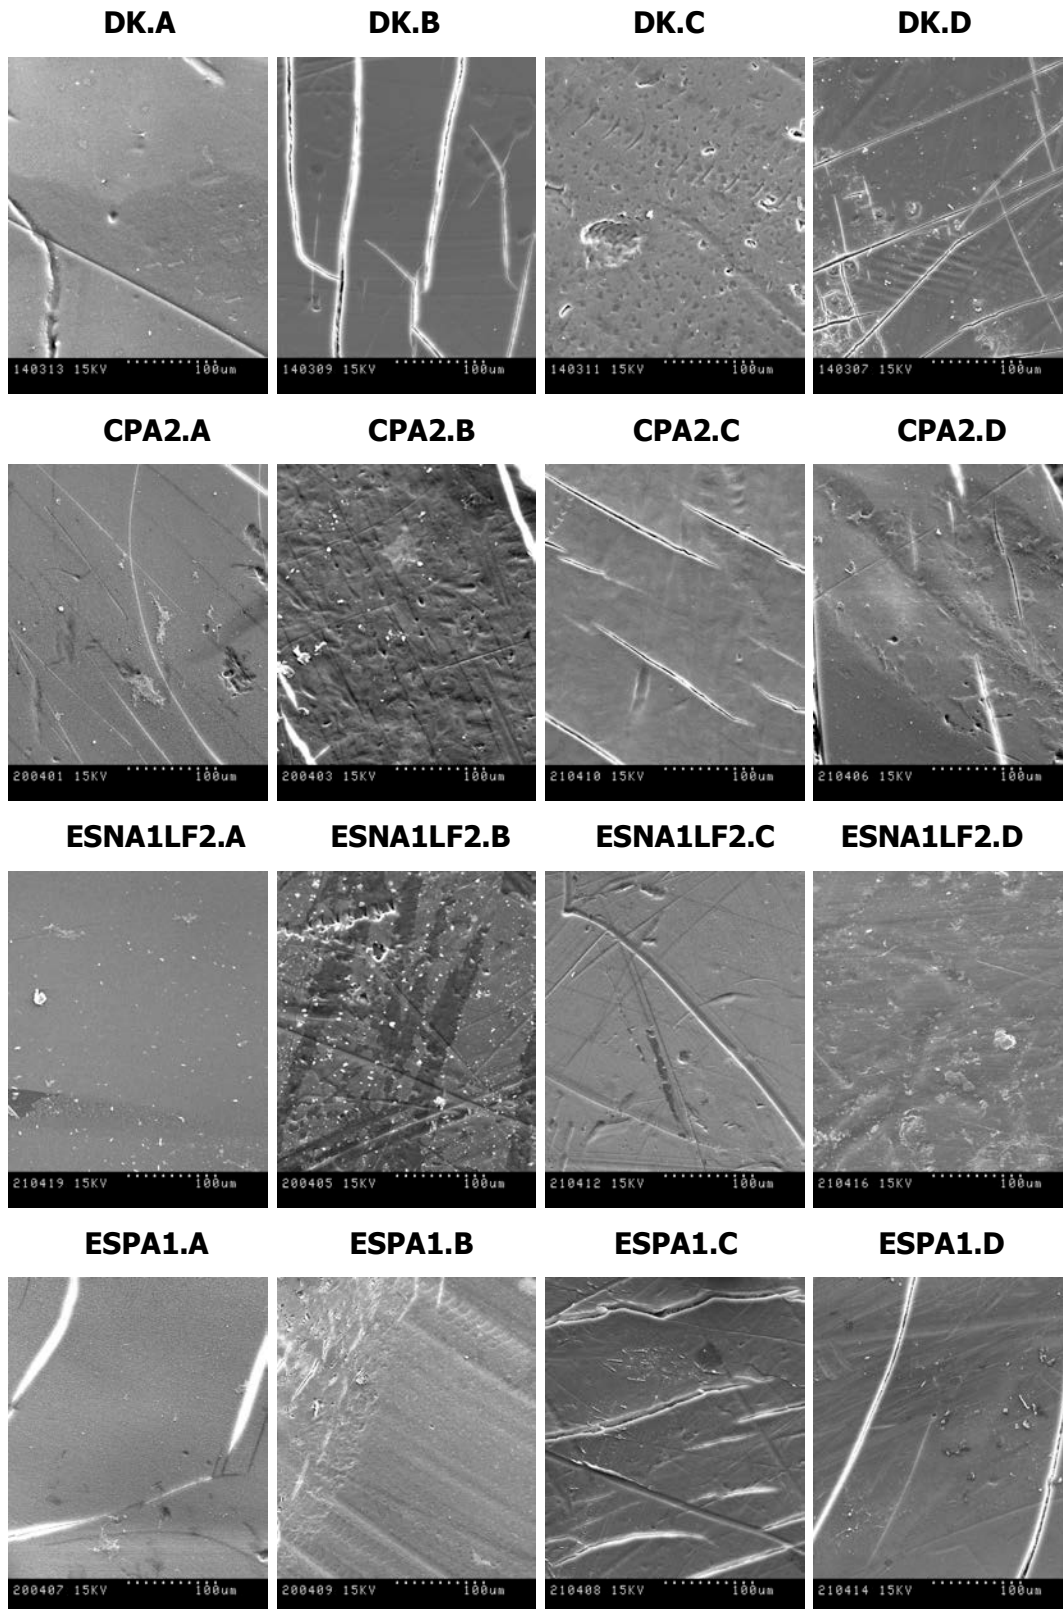 DK.A DK.B DK.C DK.D
140313 15KV 100um 140309 15KV 100um 140311 15KV 100um 140307 15KV 100um
CPA2.A CPA2.B CPA2.C CPA2.D
200401 15KV 100um 200403 15KV 100um 210410 15KV 100um 210406 15KV 100um
ESNA1LF2.A ESNA1LF2.B ESNA1LF2.C ESNA1LF2.D
210419 15KV 100um 200405 15KV 100um 210412 15KV 100um 210416 15KV 100um
ESPA1.A ESPA1.B ESPA1.C ESPA1.D
200407 15KV 100um 200409 15KV 100um 210408 15KV 100um 210414 15KV 100um